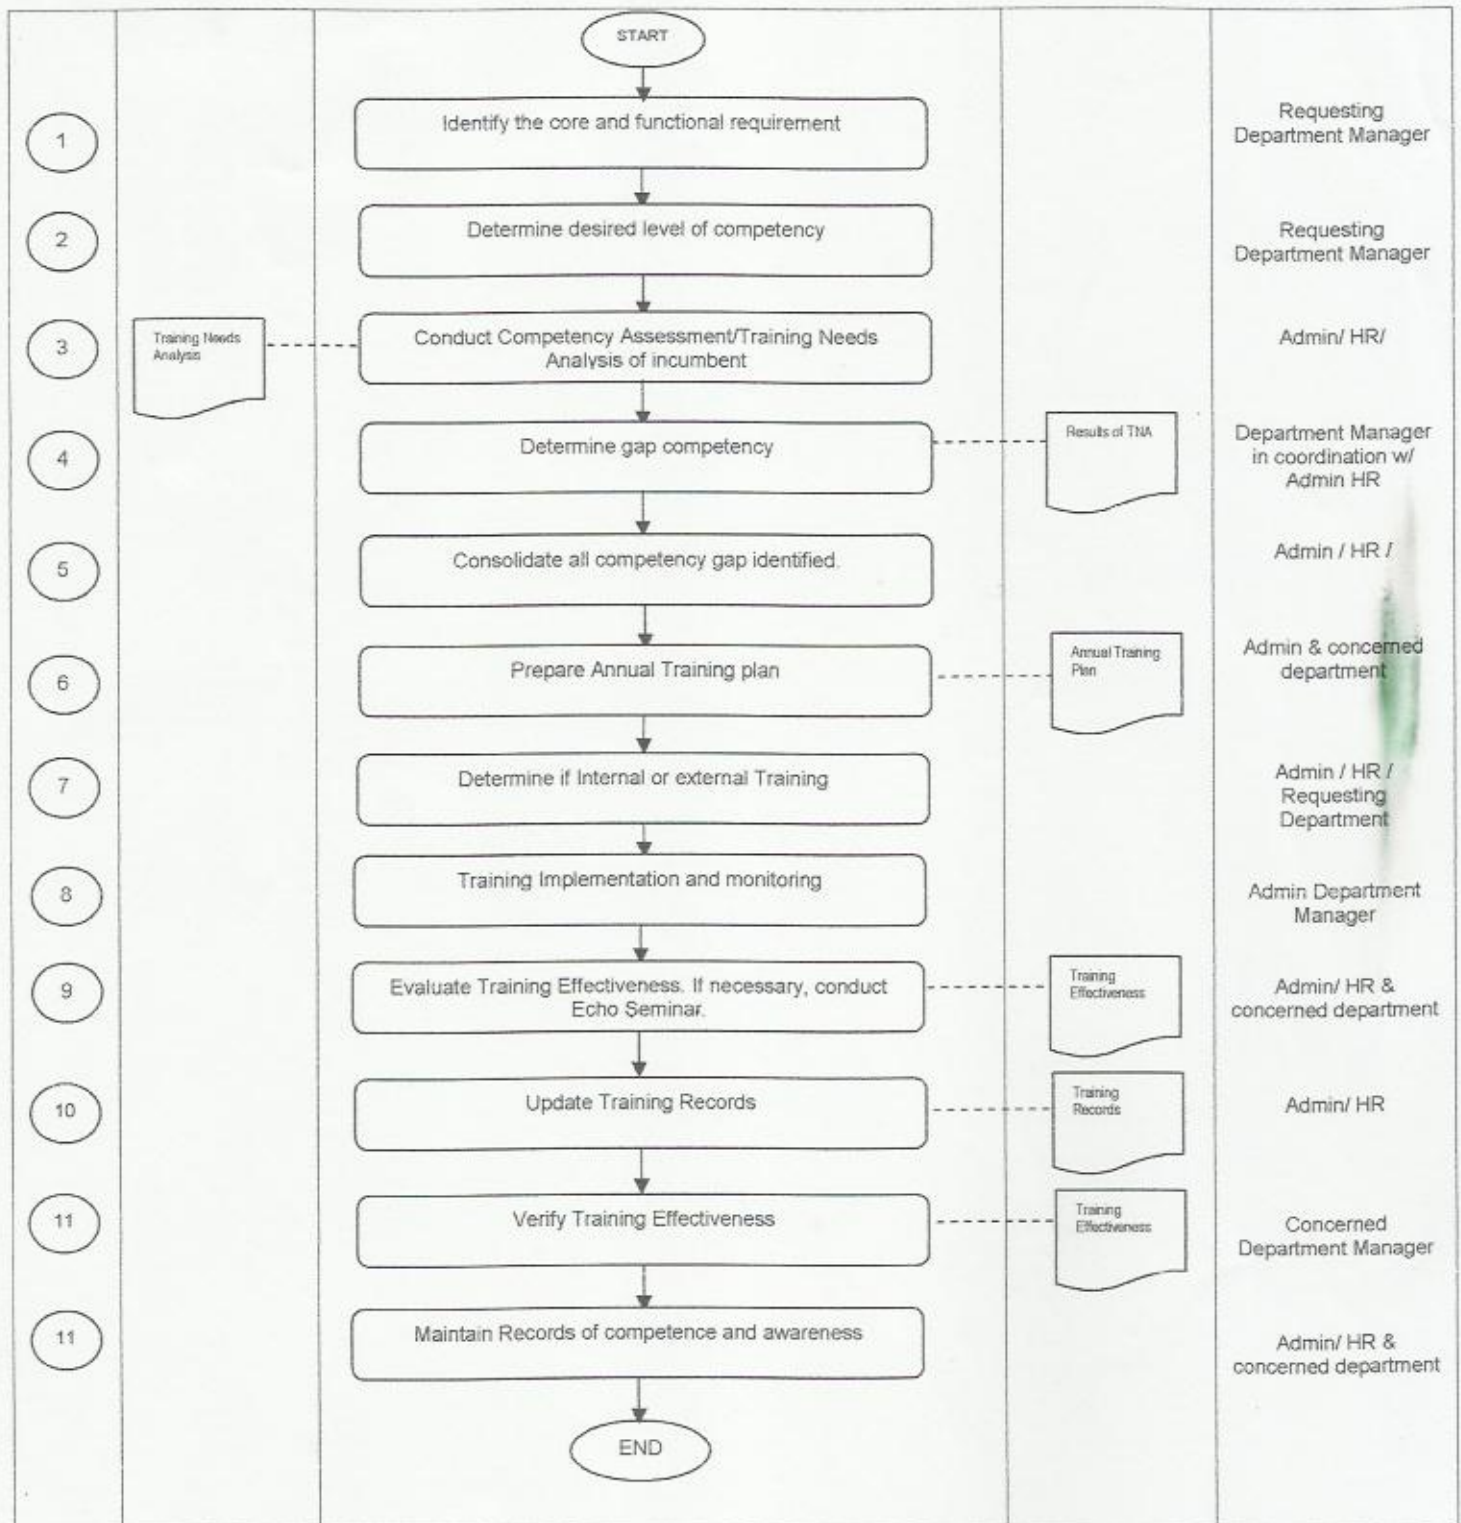 START
1
Identify the core and functional requirement
Requesting
Department Manager
2
Determine desired level of competency
Requesting
Department Manager
3
Training Needs
Analysis
Conduct Competency Assessment/Training Needs
Analysis of incumbent
Admin/ HR/
4
Determine gap competency
Results of TNA
Department Manager
in coordination w/
Admin HR
5
Consolidate all competency gap identified.
Admin / HR /
6
Prepare Annual Training plan
Annual Training
Plan
Admin & concerned
department
7
Determine if Internal or external Training
Admin / HR /
Requesting
Department
8
Training Implementation and monitoring
Admin Department
Manager
9
Evaluate Training Effectiveness. If necessary, conduct
Echo Seminar.
Training
Effectiveness
Admin/ HR &
concerned department
10
Update Training Records
Training
Records
Admin/ HR
11
Verify Training Effectiveness
Training
Effectiveness
Concerned
Department Manager
11
Maintain Records of competence and awareness
Admin/ HR &
concerned department
END